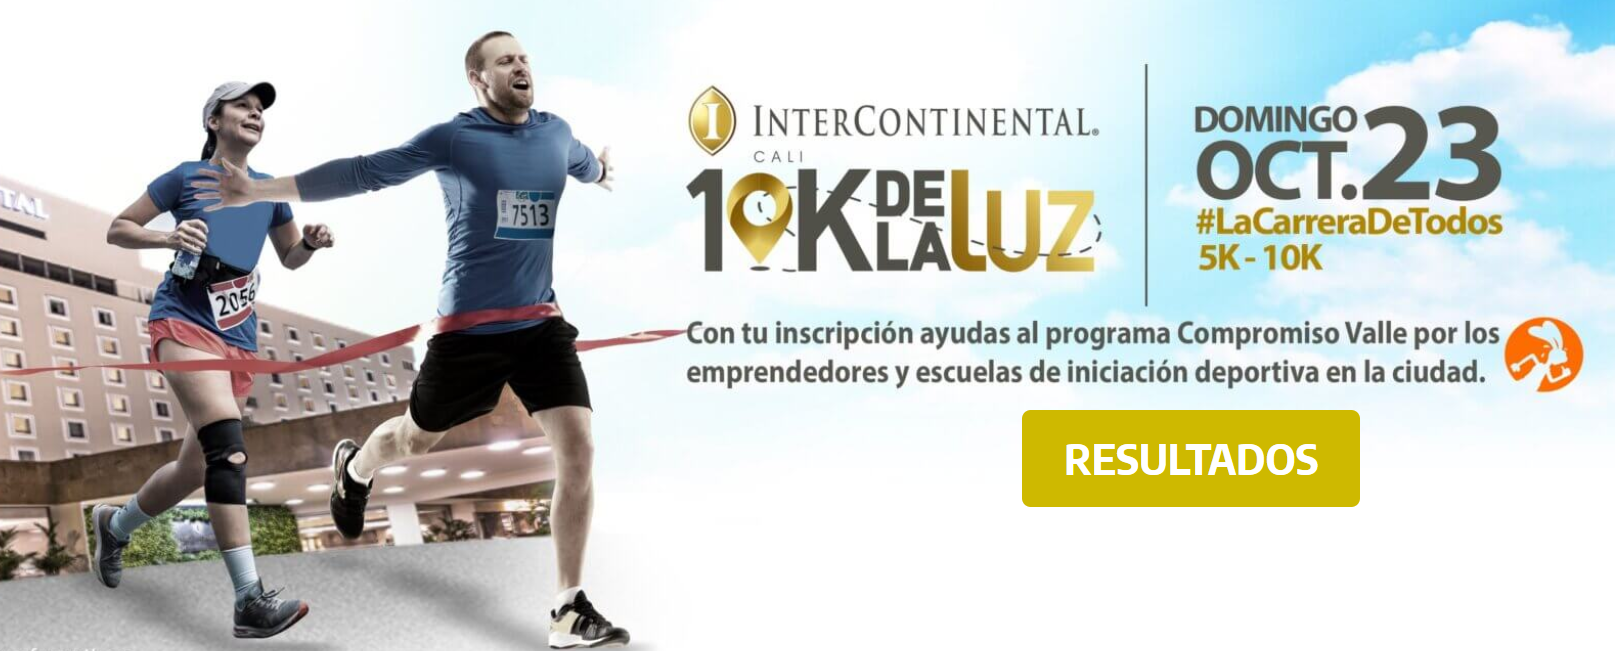 TAL
7513
2056
INTERCONTINENTAL®
CALI
10K DE LA LUZ
DOMINGO
OCT. 23
#LaCarreraDeTodos
5K - 10K
Con tu inscripción ayudas al programa Compromiso Valle por los
emprendedores y escuelas de iniciación deportiva en la ciudad.
RESULTADOS